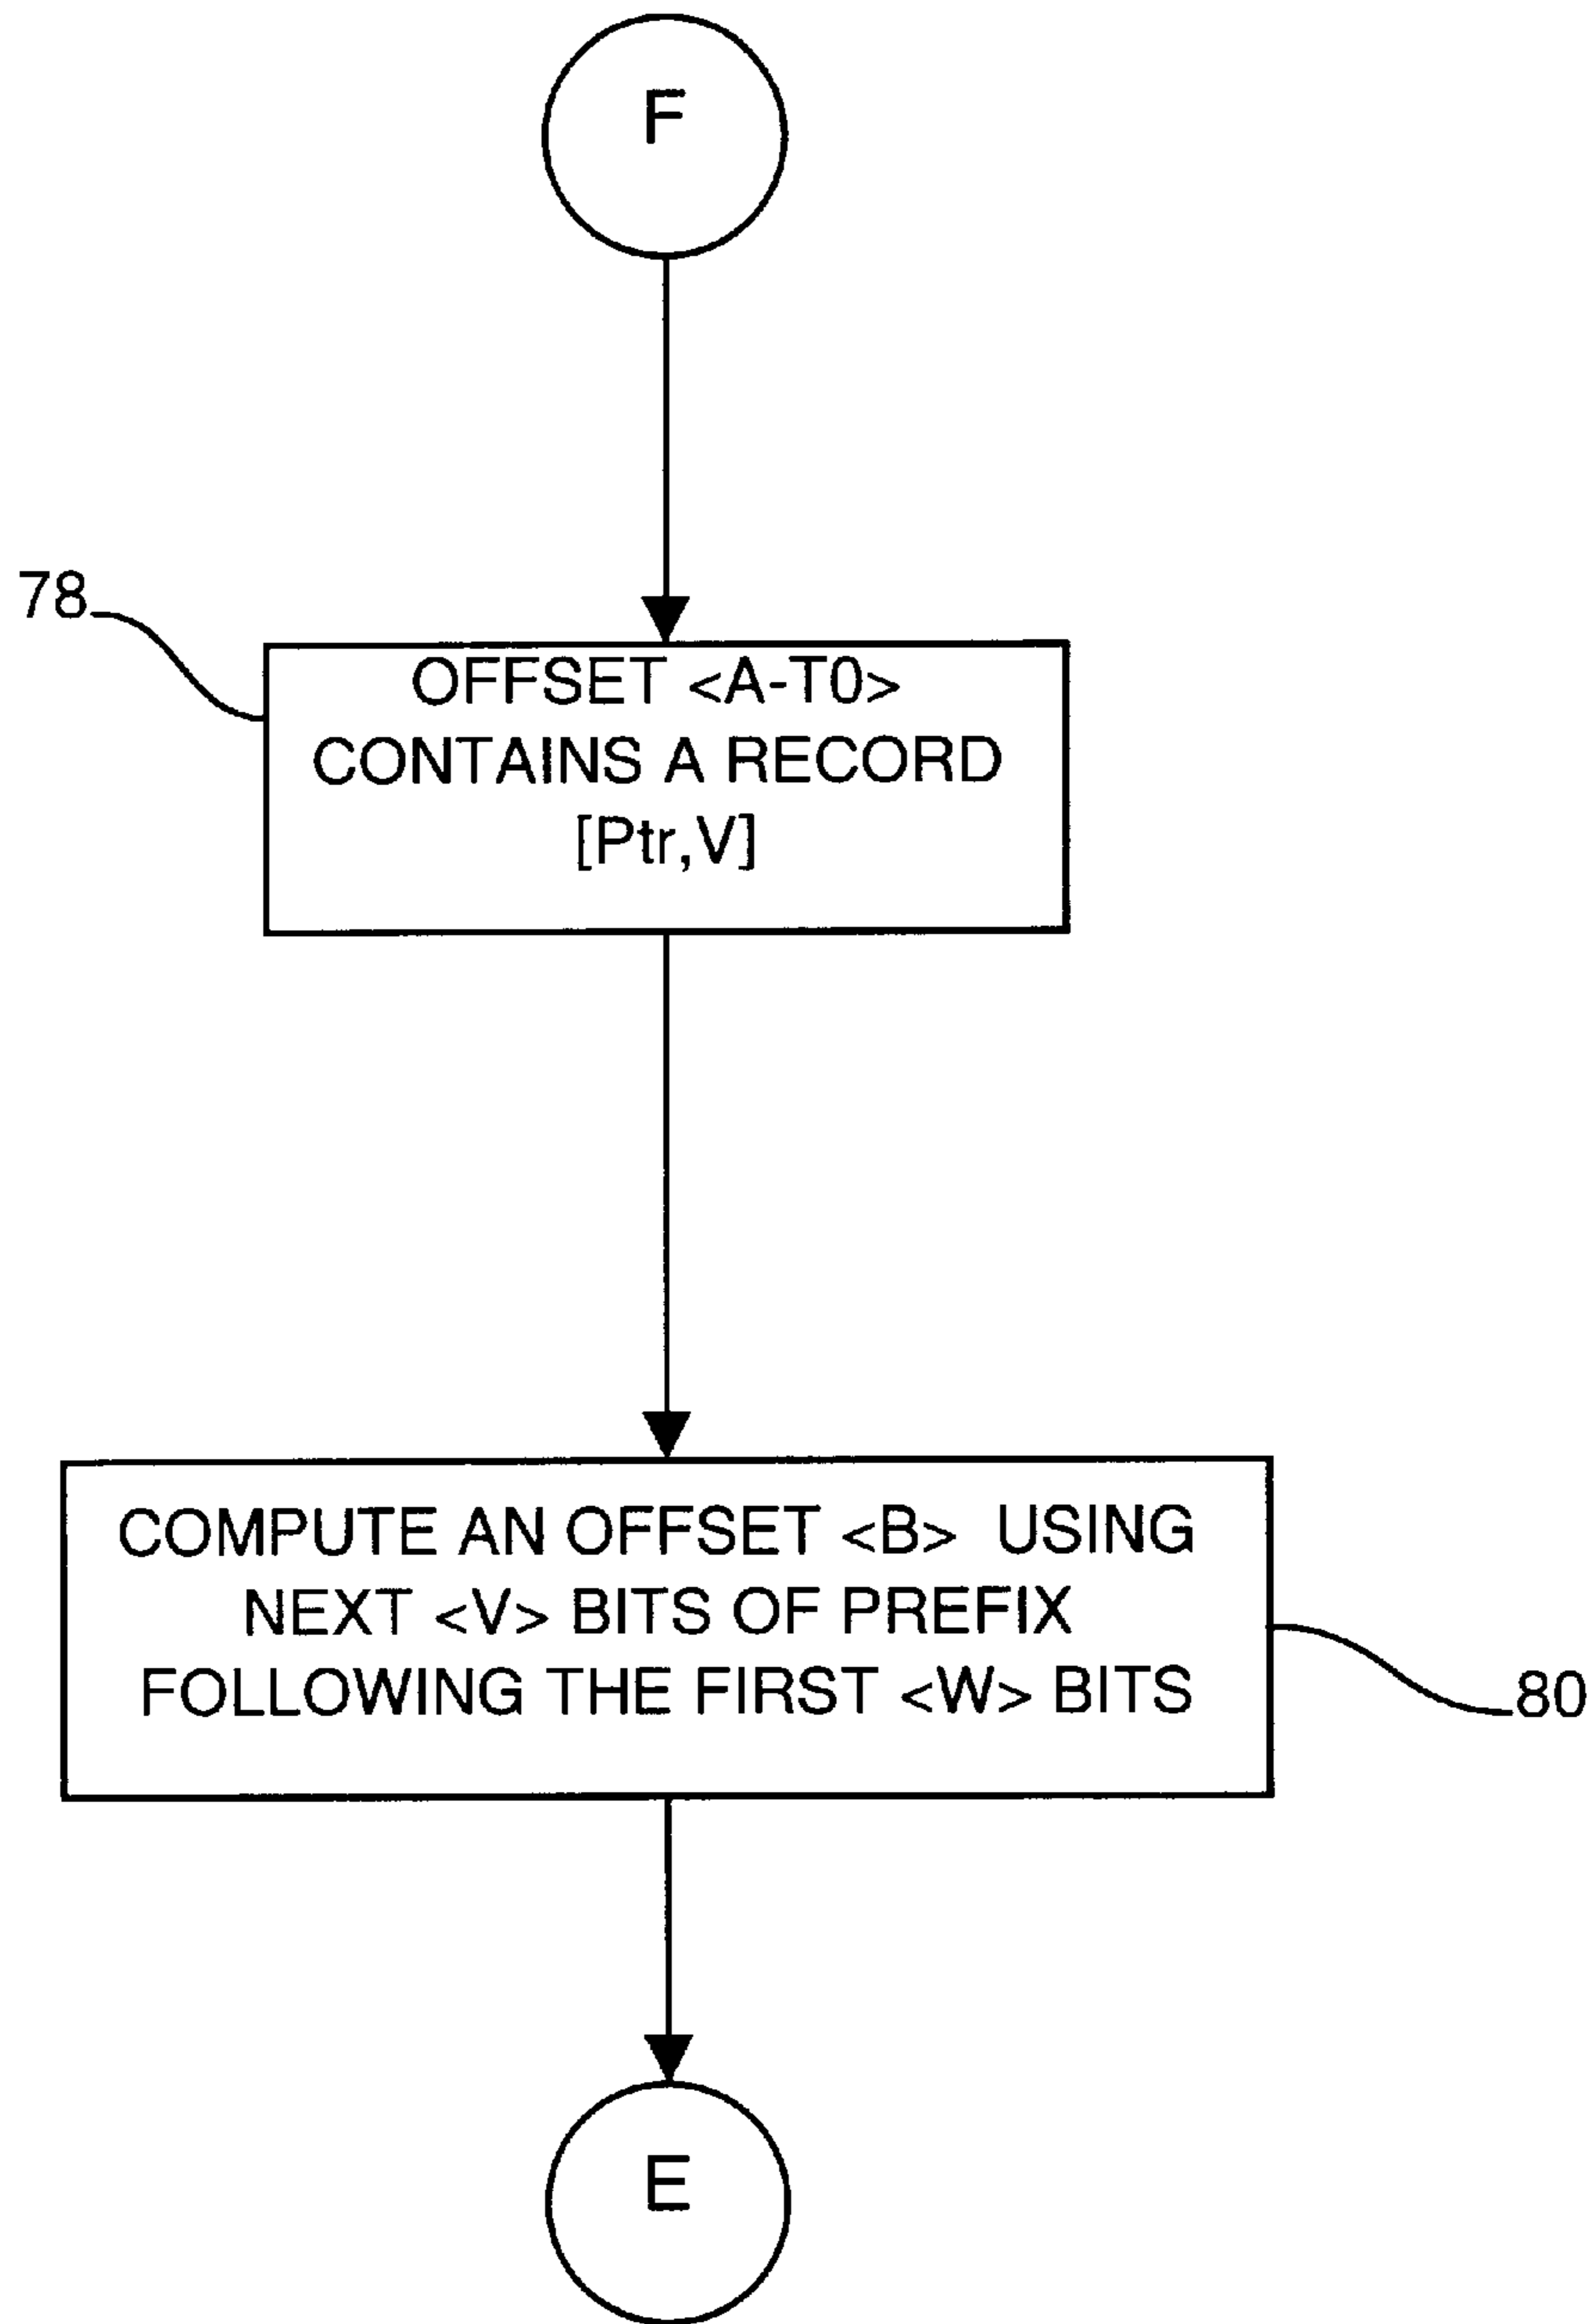 F
78
OFFSET <A-T0>
CONTAINS A RECORD
[Ptr,V]
COMPUTE AN OFFSET <B> USING
NEXT <V> BITS OF PREFIX
FOLLOWING THE FIRST <W> BITS
80
E